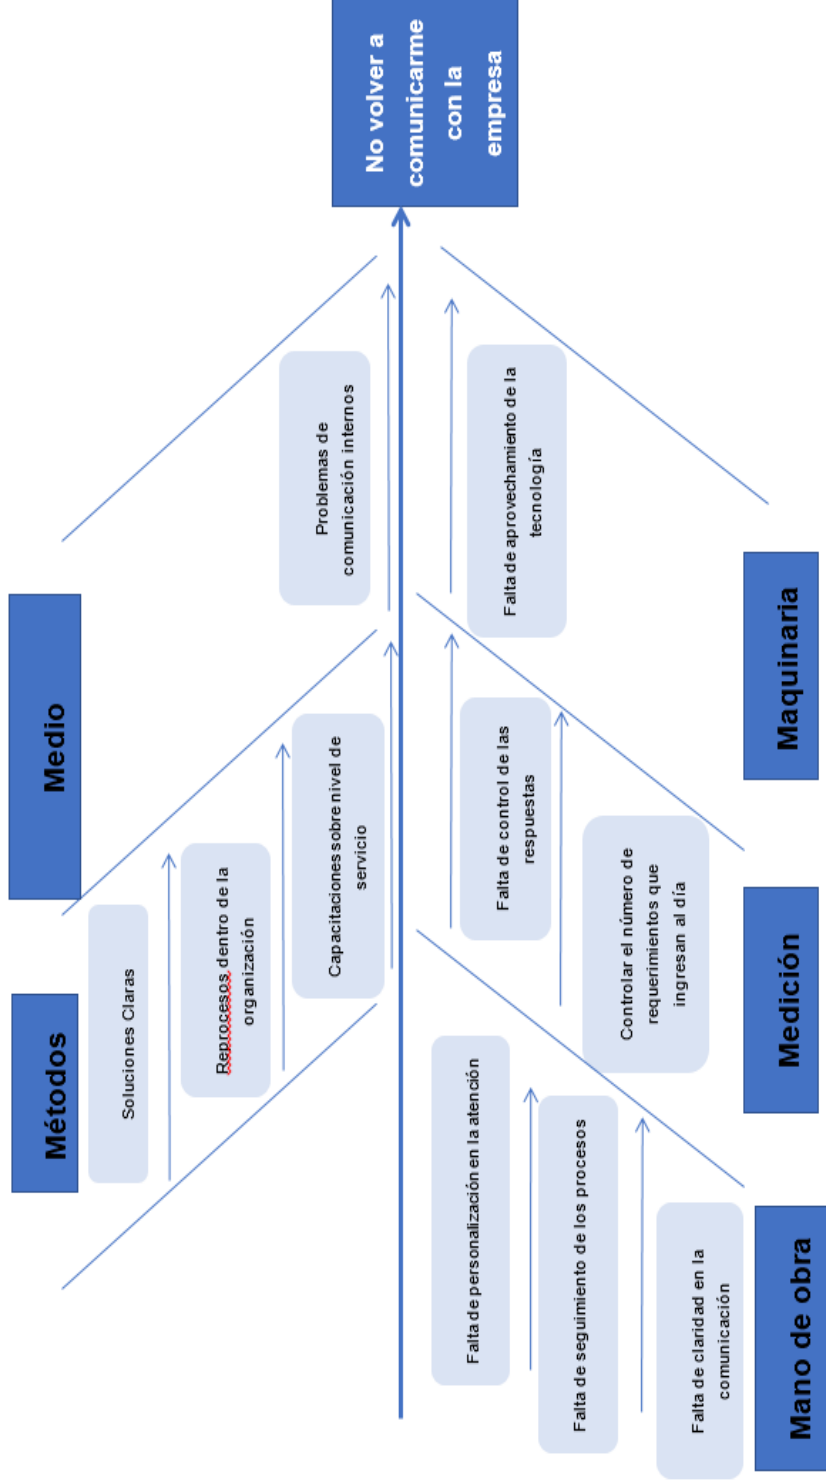 Métodos
Medio
Soluciones Claras
Reprocesos dentro de la
organización
Capacitaciones sobre nivel de
servicio
Problemas de
comunicación internos
No volver a
comunicarme
con la
empresa
Falta de personalización en la atención
Falta de seguimiento de los procesos
Falta de claridad en la
comunicación
Falta de control de las
respuestas
Controlar el número de
requerimientos que
ingresan al día
Falta de aprovechamiento de la
tecnología
Mano de obra
Medición
Maquinaria